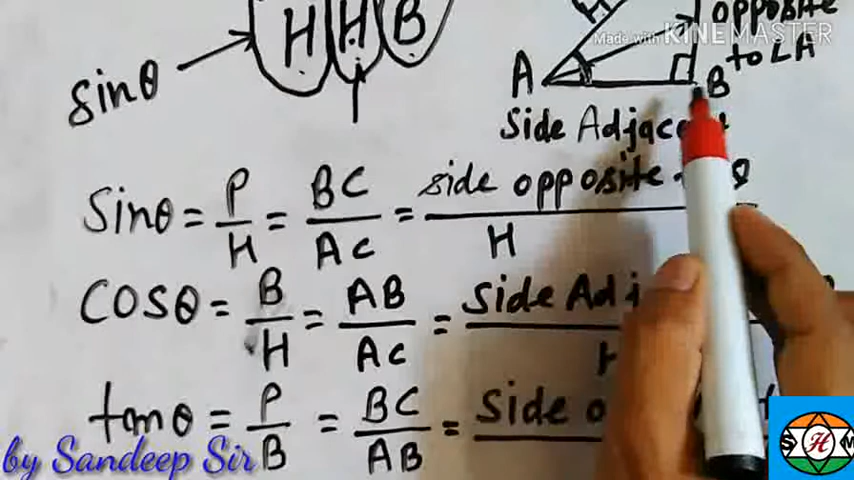 opposite
H
Made with KINEMASTER
to ∠A
sinθ H H B
A B
Side Adjac
Sinθ = P/H = BC/AC = side opposite / H
COSθ = B/H = AB/AC = Side Adj
tanθ = P/B = BC/AB = Side o
by Sandeep Sir
S H M